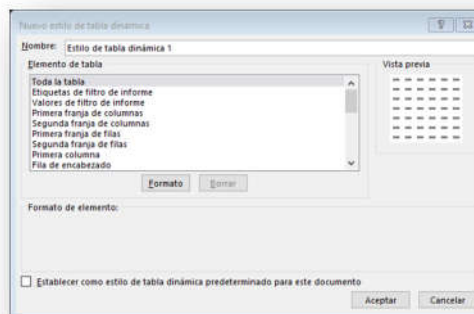 Nuevo estilo de tabla dinámica
Nombre: Estilo de tabla dinámica 1
Elemento de tabla
Vista previa
Toda la tabla
Etiquetas de filtro de informe
Valores de filtro de informe
Primera franja de columnas
Segunda franja de columnas
Primera franja de filas
Segunda franja de filas
Primera columna
Fila de encabezado
Formato Borrar
Formato de elemento:
Establecer como estilo de tabla dinámica predeterminado para este documento
Aceptar Cancelar